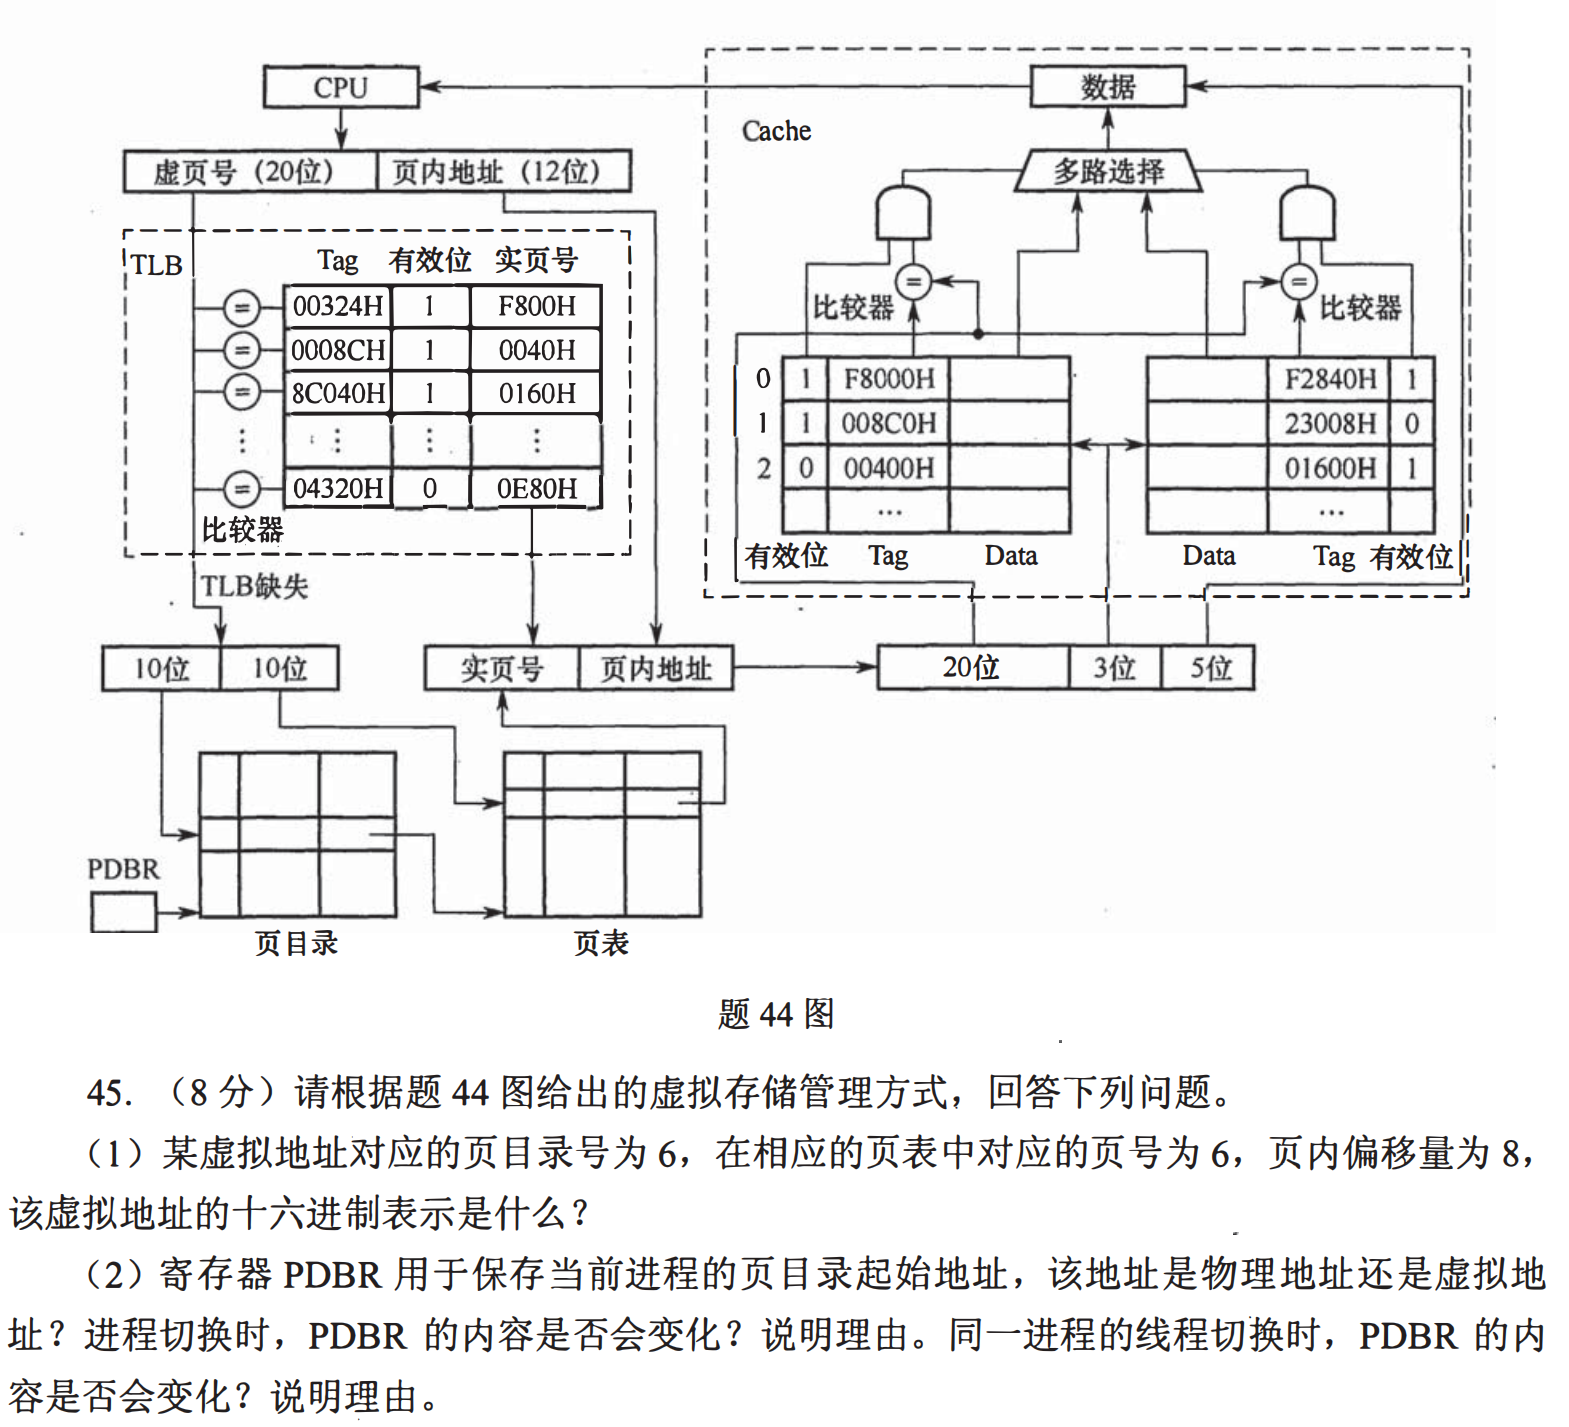 CPU
数据
Cache
虚页号（20位） 页内地址（12位）
多路选择
TLB Tag 有效位 实页号
= 00324H 1 F800H
= 0008CH 1 0040H
= 8C040H 1 0160H
⋮ ⋮ ⋮ ⋮
= 04320H 0 0E80H
比较器
= 比较器 = 比较器
0 1 F8000H F2840H 1
1 1 008C0H 23008H 0
2 0 00400H 01600H 1
… …
有效位 Tag Data Data Tag 有效位
TLB缺失
10位 10位 实页号 页内地址 20位 3位 5位
PDBR
页目录 页表
题 44 图
45. （8 分）请根据题 44 图给出的虚拟存储管理方式，回答下列问题。
（1）某虚拟地址对应的页目录号为 6，在相应的页表中对应的页号为 6，页内偏移量为 8，
该虚拟地址的十六进制表示是什么？
（2）寄存器 PDBR 用于保存当前进程的页目录起始地址，该地址是物理地址还是虚拟地
址？进程切换时，PDBR 的内容是否会变化？说明理由。同一进程的线程切换时，PDBR 的内
容是否会变化？说明理由。